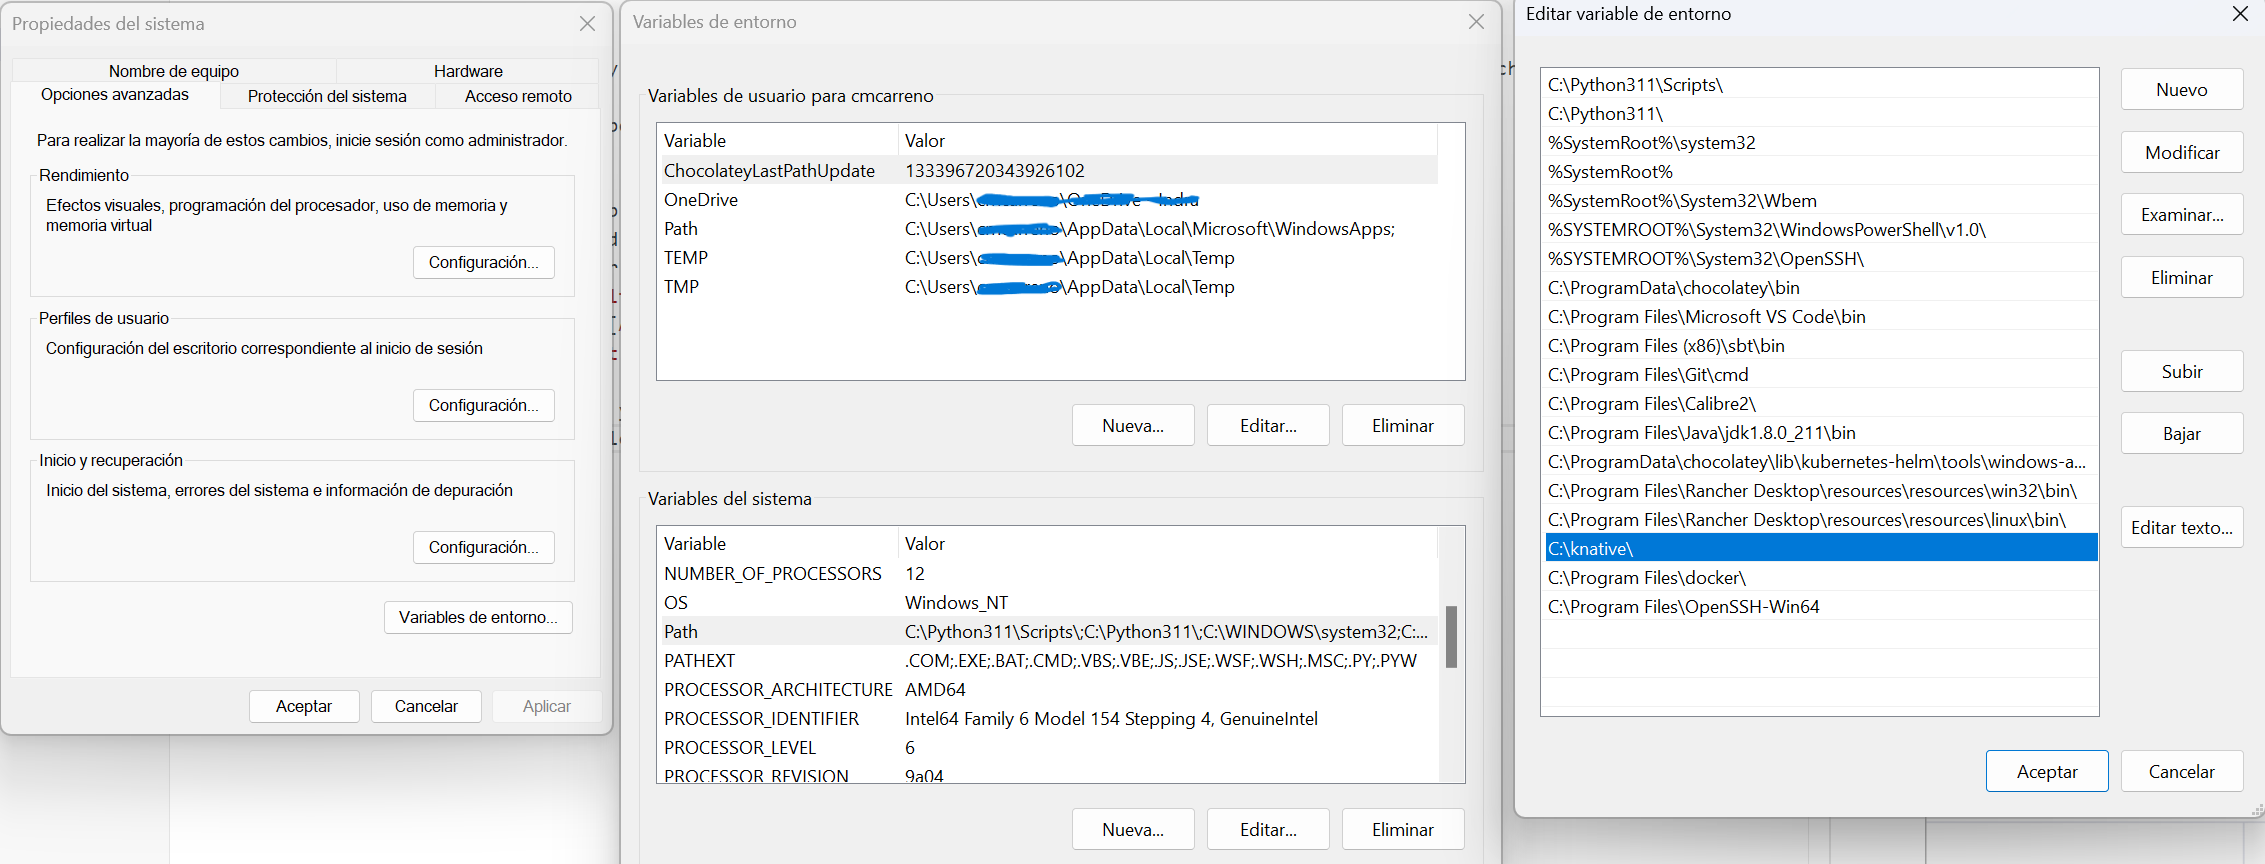 Propiedades del sistema
Nombre de equipo
Hardware
Opciones avanzadas
Protección del sistema
Acceso remoto
Para realizar la mayoría de estos cambios, inicie sesión como administrador.
Rendimiento
Efectos visuales, programación del procesador, uso de memoria y
memoria virtual
Configuración...
Perfiles de usuario
Configuración del escritorio correspondiente al inicio de sesión
Configuración...
Inicio y recuperación
Inicio del sistema, errores del sistema e información de depuración
Configuración...
Variables de entorno...
Aceptar
Cancelar
Aplicar
Variables de entorno
Variables de usuario para cmcarreno
Variable Valor
ChocolateyLastPathUpdate 133396720343926102
OneDrive C:\Users\
Path C:\Users\ \AppData\Local\Microsoft\WindowsApps;
TEMP C:\Users\ \AppData\Local\Temp
TMP C:\Users\ \AppData\Local\Temp
Nueva... Editar... Eliminar
Variables del sistema
Variable Valor
NUMBER_OF_PROCESSORS 12
OS Windows_NT
Path C:\Python311\Scripts\;C:\Python311\;C:\WINDOWS\system32;C:...
PATHEXT .COM;.EXE;.BAT;.CMD;.VBS;.VBE;.JS;.JSE;.WSF;.WSH;.MSC;.PY;.PYW
PROCESSOR_ARCHITECTURE AMD64
PROCESSOR_IDENTIFIER Intel64 Family 6 Model 154 Stepping 4, GenuineIntel
PROCESSOR_LEVEL 6
PROCESSOR_REVISION 9a04
Nueva... Editar... Eliminar
Editar variable de entorno
C:\Python311\Scripts\
C:\Python311\
%SystemRoot%\system32
%SystemRoot%
%SystemRoot%\System32\Wbem
%SYSTEMROOT%\System32\WindowsPowerShell\v1.0\
%SYSTEMROOT%\System32\OpenSSH\
C:\ProgramData\chocolatey\bin
C:\Program Files\Microsoft VS Code\bin
C:\Program Files (x86)\sbt\bin
C:\Program Files\Git\cmd
C:\Program Files\Calibre2\
C:\Program Files\Java\jdk1.8.0_211\bin
C:\ProgramData\chocolatey\lib\kubernetes-helm\tools\windows-a...
C:\Program Files\Rancher Desktop\resources\resources\win32\bin\
C:\Program Files\Rancher Desktop\resources\resources\linux\bin\
C:\knative\
C:\Program Files\docker\
C:\Program Files\OpenSSH-Win64
Nuevo
Modificar
Examinar...
Eliminar
Subir
Bajar
Editar texto...
Aceptar
Cancelar